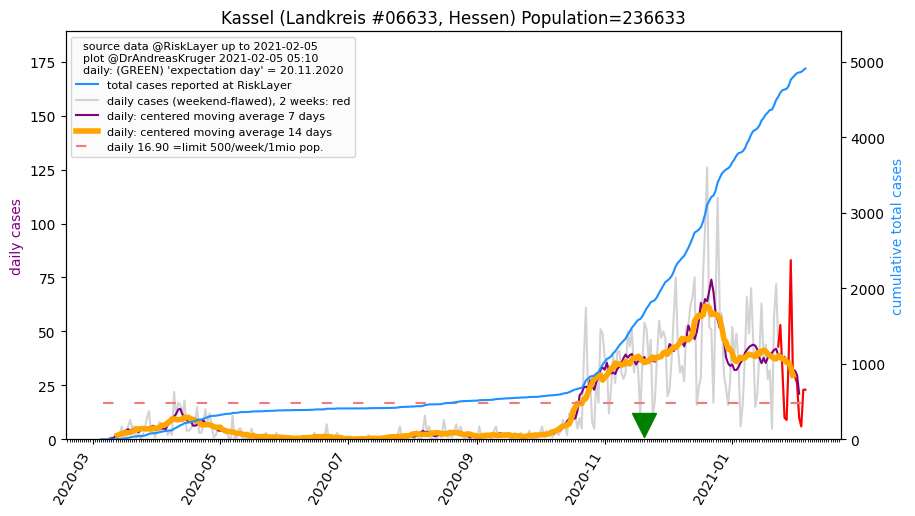 Kassel (Landkreis #06633, Hessen) Population=236633
source data @RiskLayer up to 2021-02-05
plot @DrAndreasKruger 2021-02-05 05:10
daily: (GREEN) 'expectation day' = 20.11.2020
total cases reported at RiskLayer
daily cases (weekend-flawed), 2 weeks: red
daily: centered moving average 7 days
daily: centered moving average 14 days
daily 16.90 =limit 500/week/1mio pop.
daily cases
175
150
125
100
75
50
25
0
cumulative total cases
5000
4000
3000
2000
1000
0
2020-03
2020-05
2020-07
2020-09
2020-11
2021-01